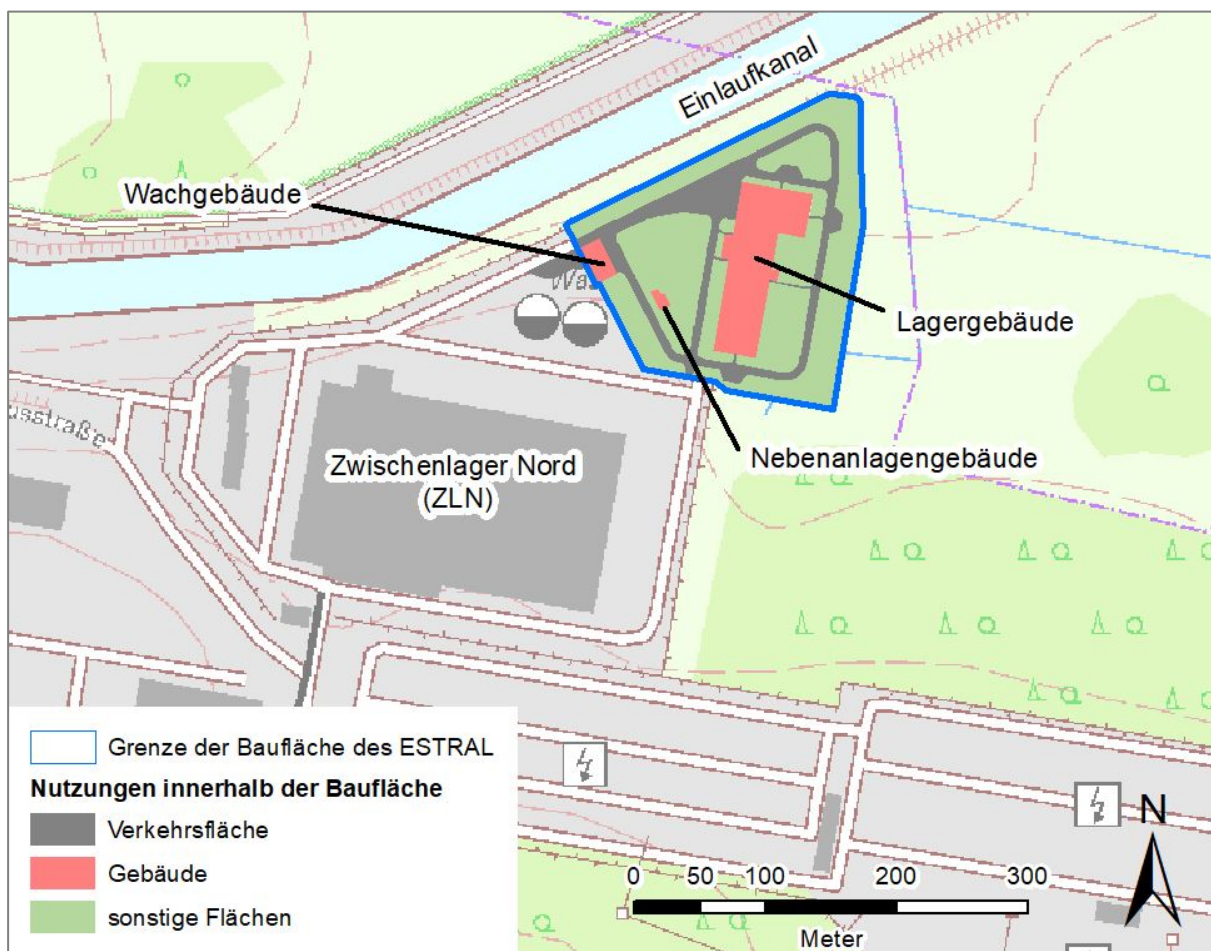 Einlaufkanal
Wachgebäude
Lagergebäude
Nebenanlagengebäude
Zwischenlager Nord
(ZLN)
Grenze der Baufläche des ESTRAL
Nutzungen innerhalb der Baufläche
Verkehrsfläche
Gebäude
sonstige Flächen
N
0 50 100 200 300
Meter